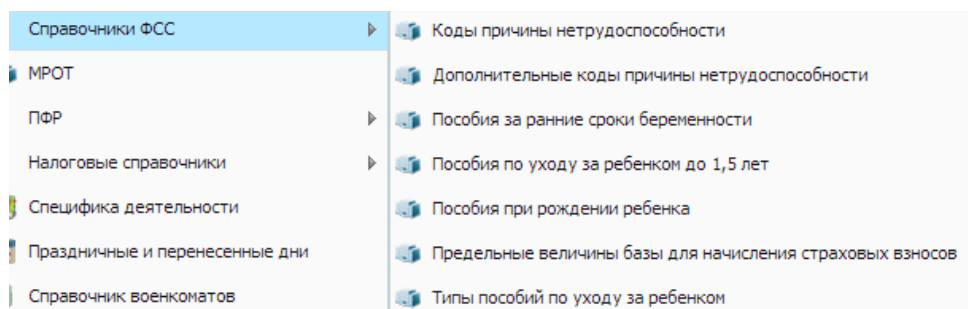 Справочники ФСС
МРОТ
ПФР
Налоговые справочники
Специфика деятельности
Праздничные и перенесенные дни
Справочник военкоматов
Коды причины нетрудоспособности
Дополнительные коды причины нетрудоспособности
Пособия за ранние сроки беременности
Пособия по уходу за ребенком до 1,5 лет
Пособия при рождении ребенка
Предельные величины базы для начисления страховых взносов
Типы пособий по уходу за ребенком